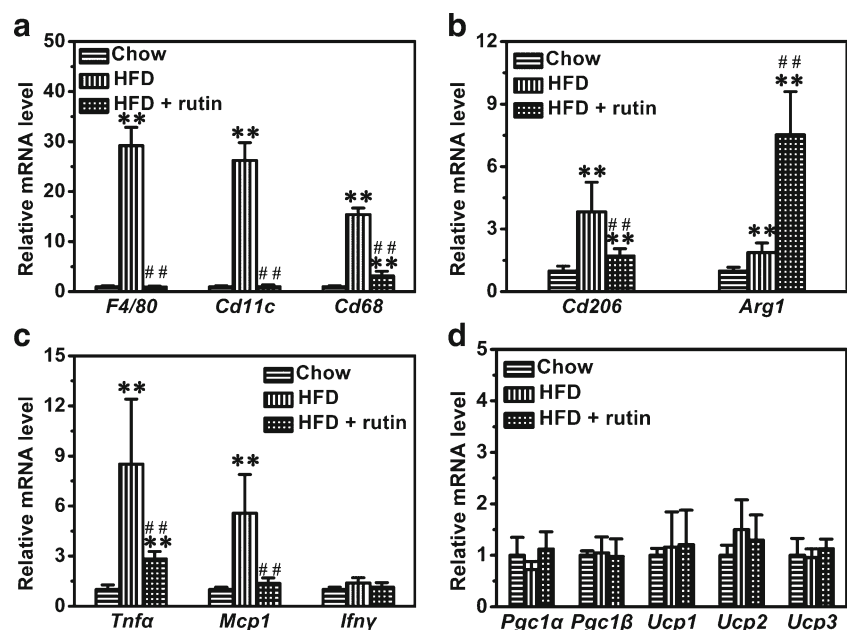 a
Relative mRNA level
50
40
30
20
10
0
Chow
HFD
HFD + rutin
**
##
**
##
**
##
**
F4/80 Cd11c Cd68
b
Relative mRNA level
12
9
6
3
0
Chow
HFD
HFD + rutin
**
##
**
**
##
**
Cd206 Arg1
c
Relative mRNA level
15
12
9
6
3
0
Chow
HFD
HFD + rutin
**
##
**
**
##
Tnfα Mcp1 Ifnγ
d
Relative mRNA level
5
4
3
2
1
0
Chow
HFD
HFD + rutin
Pgc1α Pgc1β Ucp1 Ucp2 Ucp3